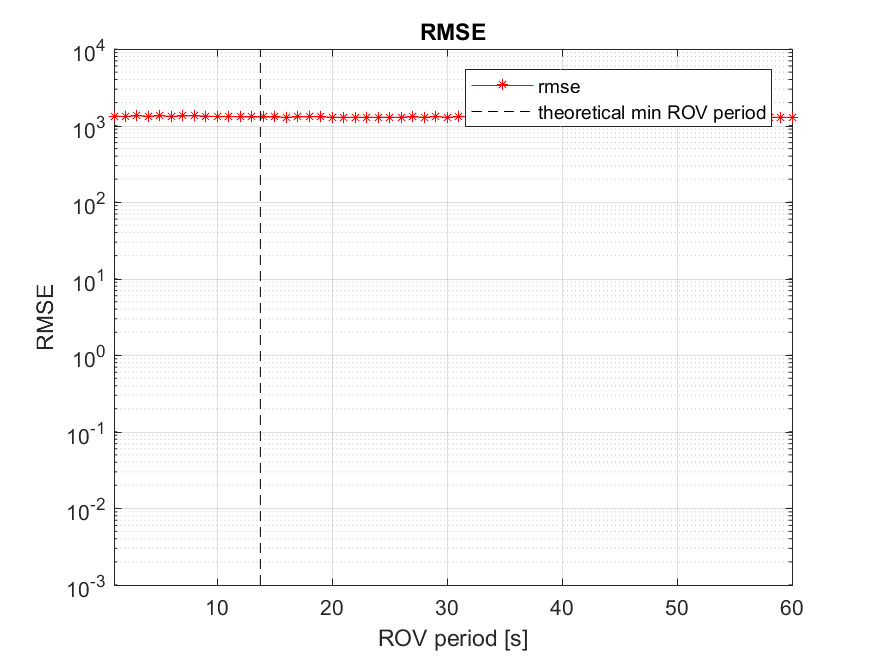 RMSE
10^4
10^3
10^2
10^1
10^0
10^-1
10^-2
10^-3
RMSE
rmse
theoretical min ROV period
10 20 30 40 50 60
ROV period [s]